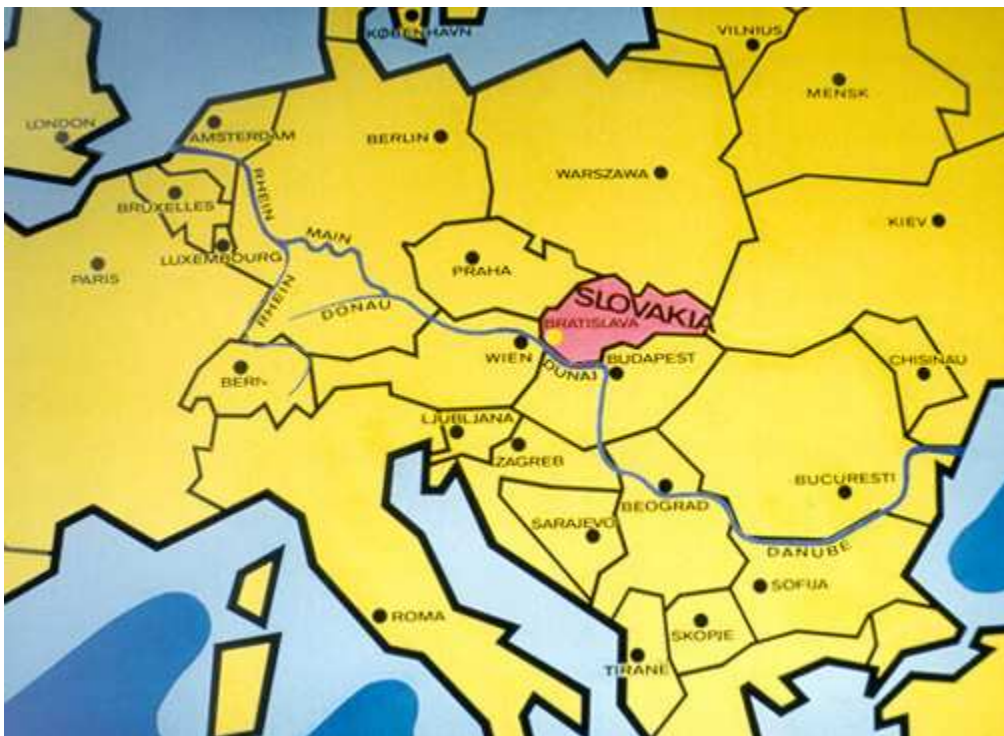 KØBENHAVN
VILNIUS
MENSK
LONDON
AMSTERDAM
BERLIN
WARSZAWA
BRUXELLES
RHEIN
KIEV
LUXEMBOURG
MAIN
PARIS
PRAHA
RHEIN
DONAU
SLOVAKIA
BRATISLAVA
WIEN
DUNAJ
BUDAPEST
CHISINAU
BERN
LJUBLJANA
ZAGREB
BUCURESTI
BEOGRAD
SARAJEVO
DANUBE
SOFIJA
ROMA
SKOPJE
TIRANE